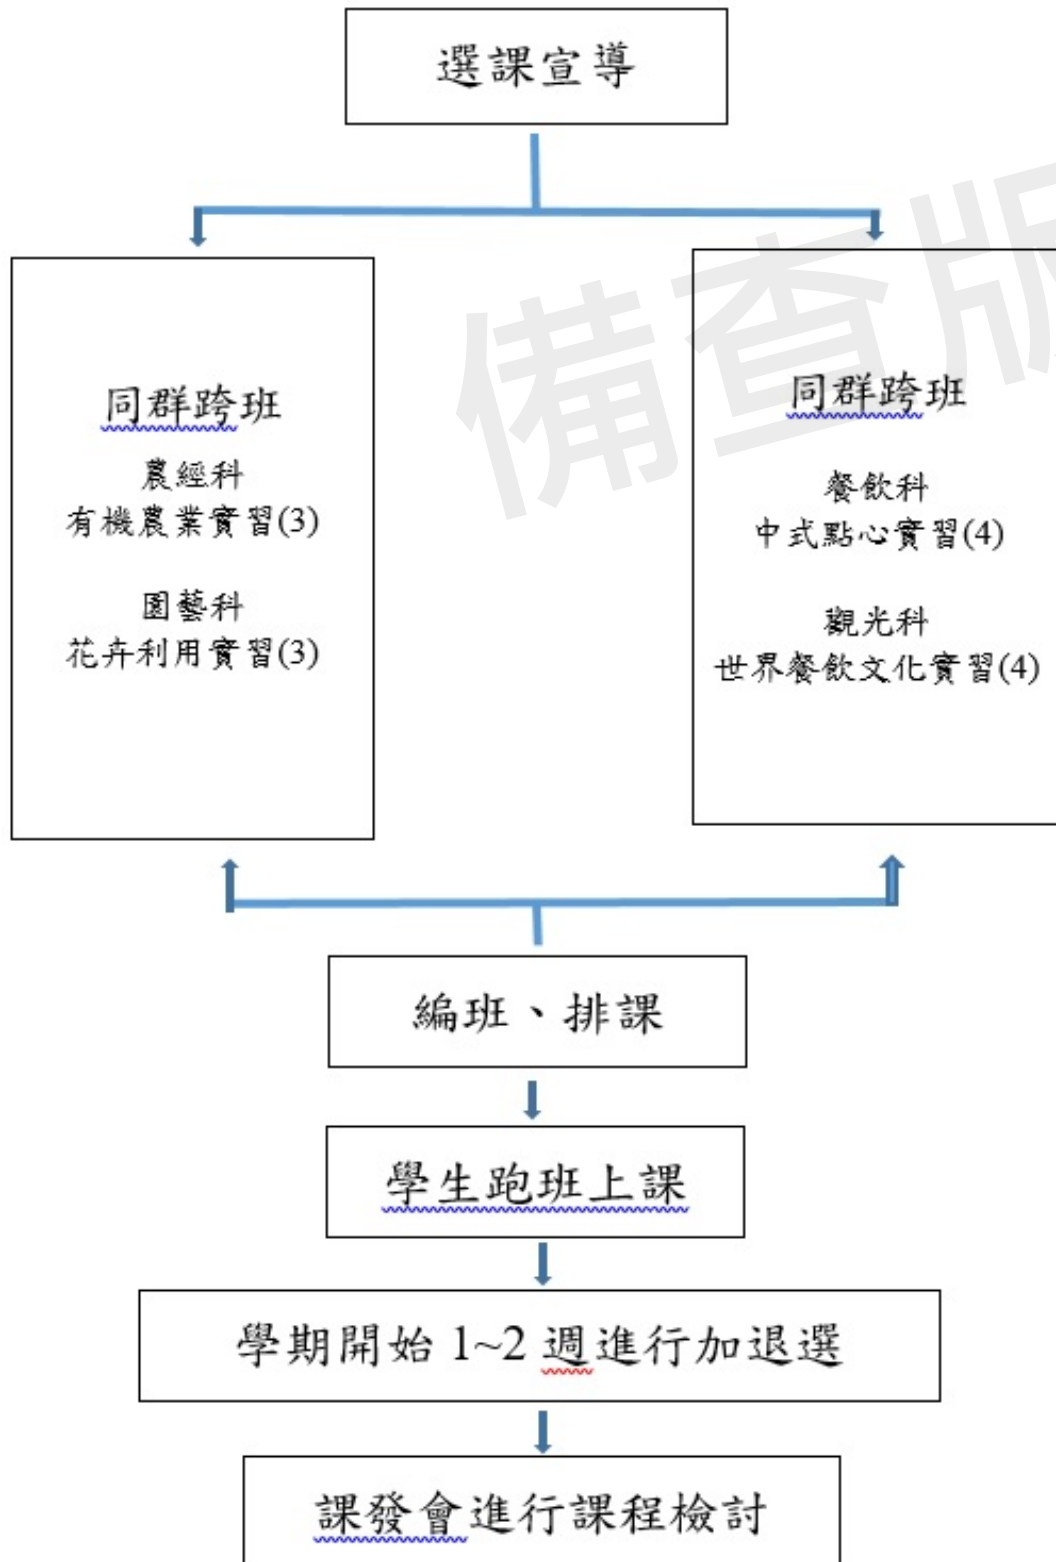 選課宣導
備查版
同群跨班
農經科
有機農業實習(3)
園藝科
花卉利用實習(3)
同群跨班
餐飲科
中式點心實習(4)
觀光科
世界餐飲文化實習(4)
編班、排課
學生跑班上課
學期開始 1~2 週進行加退選
課發會進行課程檢討